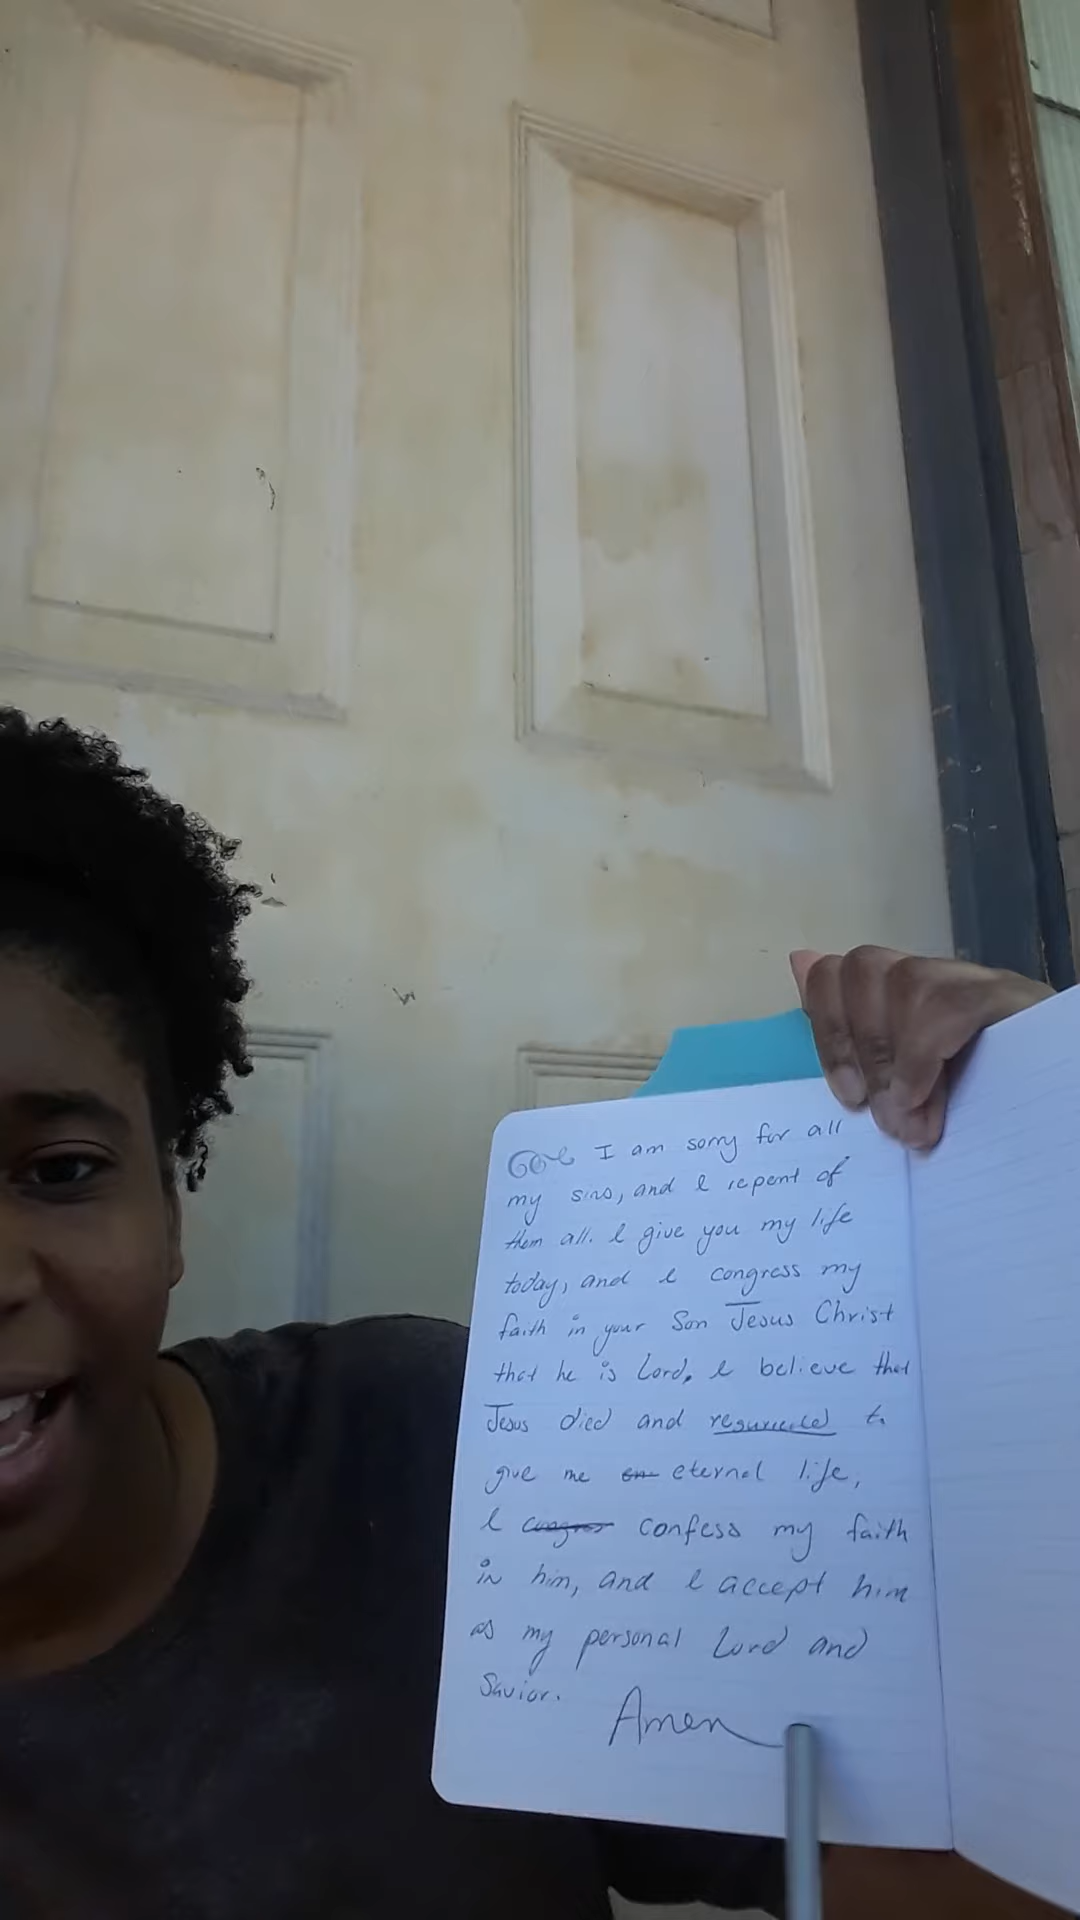 God I am sorry for all
my sins, and I repent of
them all. I give you my life
today, and I congress my
faith in your Son Jesus Christ
that he is Lord. I believe that
Jesus died and
give me eternal life,
I confess my faith
in him, and I accept him
as my personal Lord and
Savior.
Amen